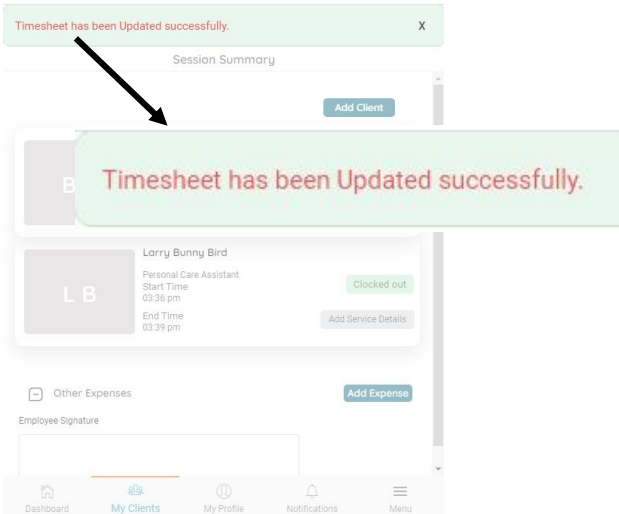 Timesheet has been Updated successfully. X
Session Summary
Add Client
B
Timesheet has been Updated successfully.
Larry Bunny Bird
L B
Personal Care Assistant
Start Time
03:36 pm
Clocked out
End Time
03:39 pm
Add Service Details
Other Expenses
Add Expense
Employee Signature
Dashboard My Clients My Profile Notifications Menu